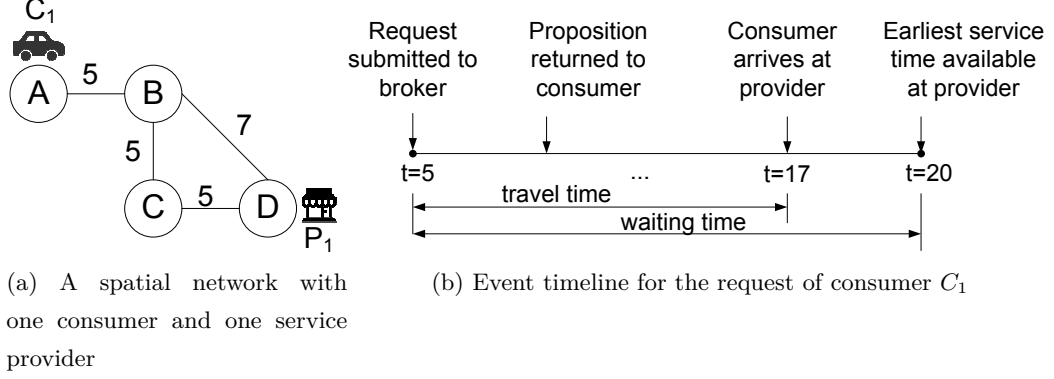 C1
A
5
B
7
5
C
5
D
P1
Request
submitted to
broker
Proposition
returned to
consumer
Consumer
arrives at
provider
Earliest service
time available
at provider
t=5
...
t=17
t=20
travel time
waiting time
(a) A spatial network with
one consumer and one service
provider
(b) Event timeline for the request of consumer C1